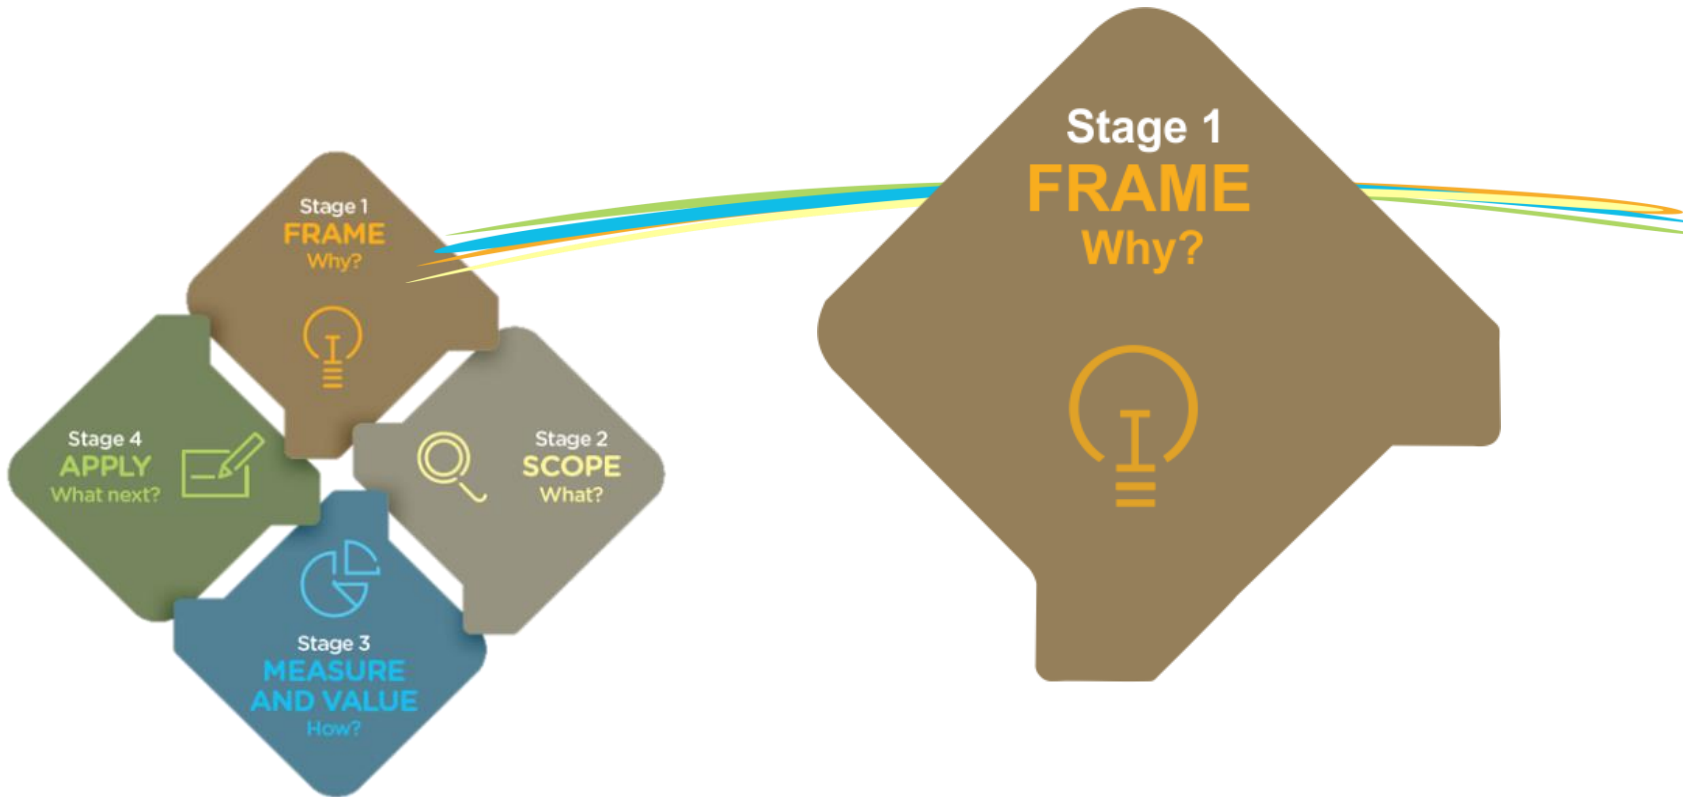 Stage 1
FRAME
Why?
Stage 4
APPLY
What next?
Stage 2
SCOPE
What?
Stage 3
MEASURE
AND VALUE
How?
Stage 1
FRAME
Why?